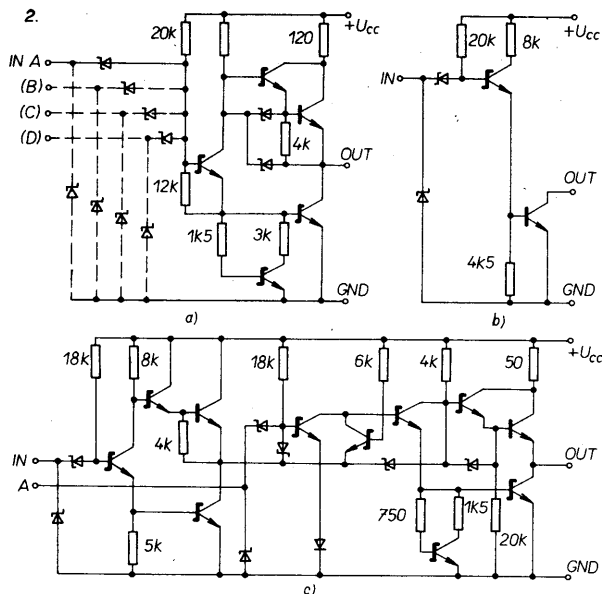 2.
20k
120
+Ucc
IN A
(B)
(C)
(D)
4k
OUT
12k
1k5
3k
GND
a)
20k
8k
+Ucc
IN
OUT
4k5
GND
b)
18k
8k
18k
6k
4k
50
+Ucc
4k
IN
A
OUT
750
1k5
20k
5k
GND
c)